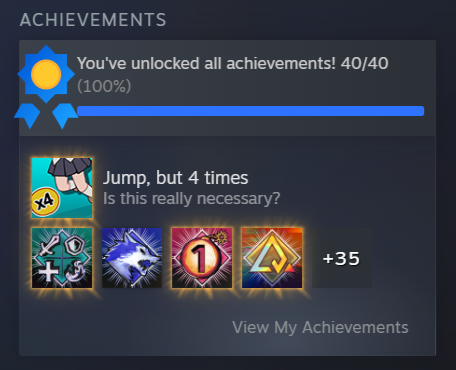 ACHIEVEMENTS
You've unlocked all achievements! 40/40
(100%)
x4
Jump, but 4 times
Is this really necessary?
1
+35
View My Achievements